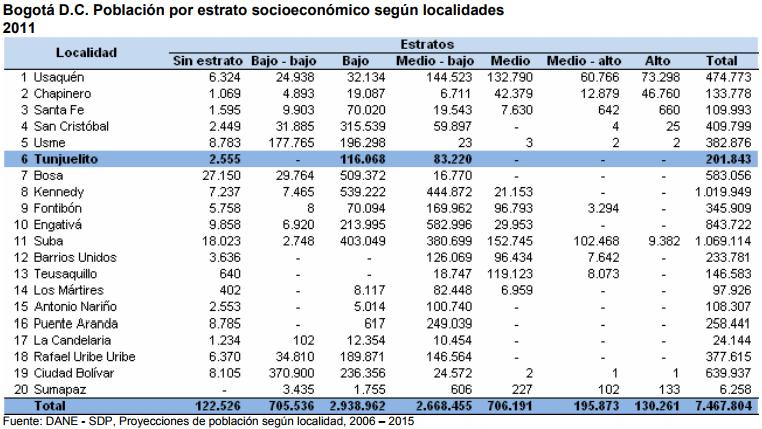 Bogotá D.C. Población por estrato socioeconómico según localidades
2011
Localidad Estratos
Sin estrato Bajo - bajo Bajo Medio - bajo Medio Medio - alto Alto Total
1 Usaquén 6.324 24.938 32.134 144.523 132.790 60.766 73.298 474.773
2 Chapinero 1.069 4.893 19.087 6.711 42.379 12.879 46.760 133.778
3 Santa Fe 1.595 9.903 70.020 19.543 7.630 642 660 109.993
4 San Cristóbal 2.449 31.885 315.539 59.897 - 4 25 409.799
5 Usme 8.783 177.765 196.298 23 3 2 2 382.876
6 Tunjuelito 2.555 - 116.068 83.220 - - - 201.843
7 Bosa 27.150 29.764 509.372 16.770 - - - 583.056
8 Kennedy 7.237 7.465 539.222 444.872 21.153 - - 1.019.949
9 Fontibón 5.758 8 70.094 169.962 96.793 3.294 - 345.909
10 Engativá 9.858 6.920 213.995 582.996 29.953 - - 843.722
11 Suba 18.023 2.748 403.049 380.699 152.745 102.468 9.382 1.069.114
12 Barrios Unidos 3.636 - - 126.069 96.434 7.642 - 233.781
13 Teusaquillo 640 - - 18.747 119.123 8.073 - 146.583
14 Los Mártires 402 - 8.117 82.448 6.959 - - 97.926
15 Antonio Nariño 2.553 - 5.014 100.740 - - - 108.307
16 Puente Aranda 8.785 - 617 249.039 - - - 258.441
17 La Candelaria 1.234 102 12.354 10.454 - - - 24.144
18 Rafael Uribe Uribe 6.370 34.810 189.871 146.564 - - - 377.615
19 Ciudad Bolívar 8.105 370.900 236.356 24.572 2 1 1 639.937
20 Sumapaz - 3.435 1.755 606 227 102 133 6.258
Total 122.526 705.536 2.938.962 2.668.455 706.191 195.873 130.261 7.467.804
Fuente: DANE - SDP, Proyecciones de población según localidad, 2006 – 2015